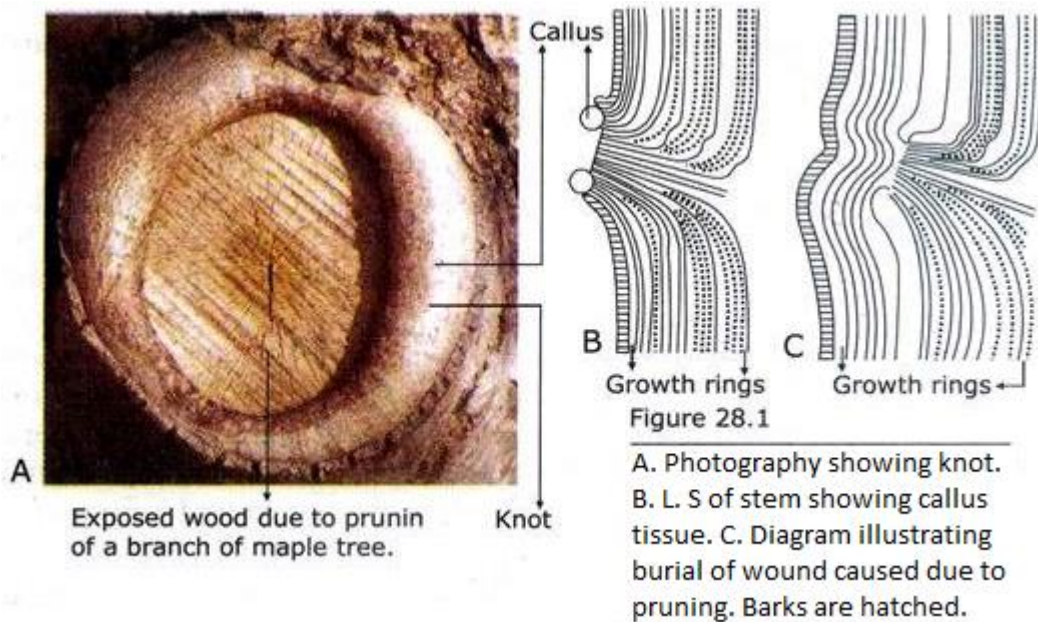 Callus
A
B
C
Growth rings
Growth rings
Figure 28.1
Exposed wood due to prunin
of a branch of maple tree.
Knot
A. Photography showing knot.
B. L. S of stem showing callus
tissue. C. Diagram illustrating
burial of wound caused due to
pruning. Barks are hatched.